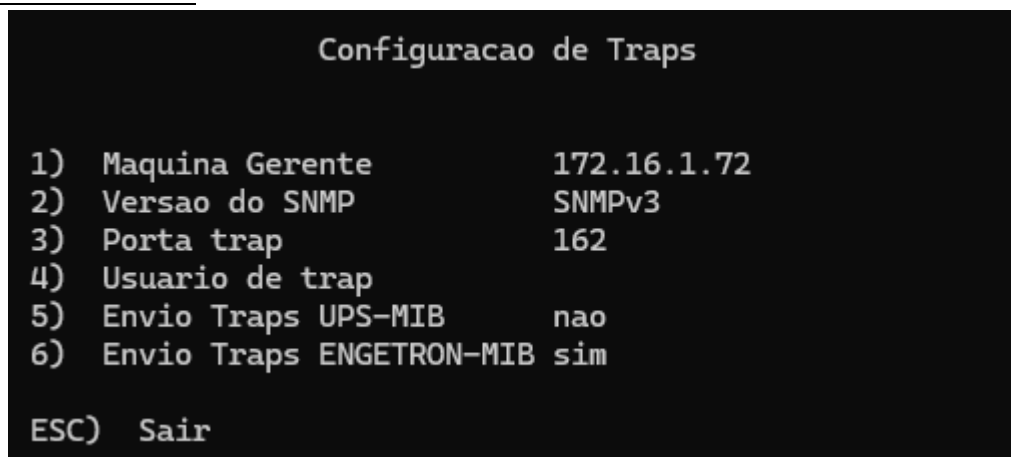 Configuracao de Traps
1) Maquina Gerente 172.16.1.72
2) Versao do SNMP SNMPv3
3) Porta trap 162
4) Usuario de trap
5) Envio Traps UPS-MIB nao
6) Envio Traps ENGETRON-MIB sim
ESC) Sair